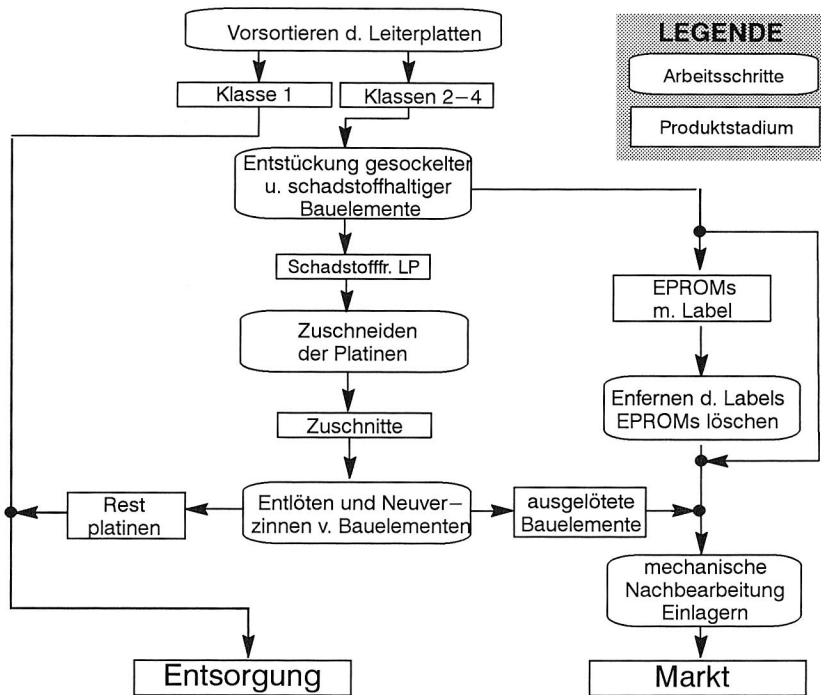 Vorsortieren d. Leiterplatten
Klasse 1
Klassen 2–4
Entstückung gesockelter
u. schadstoffhaltiger
Bauelemente
Schadstofffr. LP
Zuschneiden
der Platinen
Zuschnitte
Entlöten und Neuver–
zinnen v. Bauelementen
Rest
platinen
ausgelötete
Bauelemente
EPROMs
m. Label
Enfernen d. Labels
EPROMs löschen
mechanische
Nachbearbeitung
Einlagern
Entsorgung
Markt
LEGENDE
Arbeitsschritte
Produktstadium